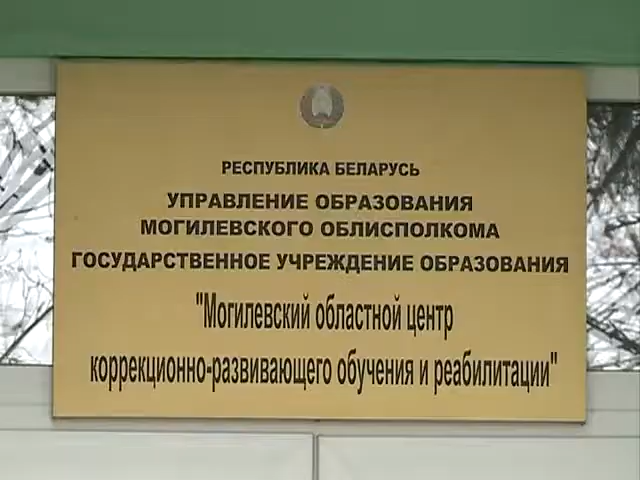 РЕСПУБЛИКА БЕЛАРУСЬ
УПРАВЛЕНИЕ ОБРАЗОВАНИЯ
МОГИЛЕВСКОГО ОБЛИСПОЛКОМА
ГОСУДАРСТВЕННОЕ УЧРЕЖДЕНИЕ ОБРАЗОВАНИЯ
"Могилевский областной центр
коррекционно-развивающего обучения и реабилитации"